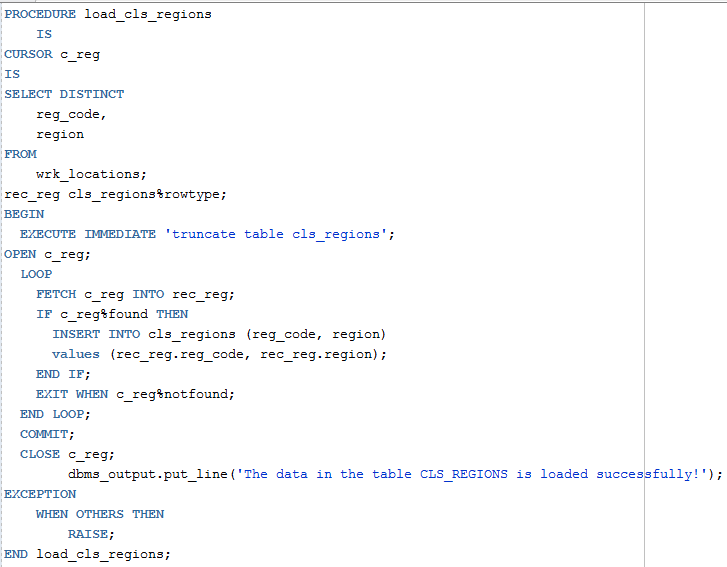 PROCEDURE load_cls_regions
    IS
CURSOR c_reg
IS
SELECT DISTINCT
    reg_code,
    region
FROM
    wrk_locations;
rec_reg cls_regions%rowtype;
BEGIN
  EXECUTE IMMEDIATE 'truncate table cls_regions';
OPEN c_reg;
  LOOP
    FETCH c_reg INTO rec_reg;
    IF c_reg%found THEN
      INSERT INTO cls_regions (reg_code, region)
      values (rec_reg.reg_code, rec_reg.region);
    END IF;
    EXIT WHEN c_reg%notfound;
  END LOOP;
  COMMIT;
  CLOSE c_reg;
        dbms_output.put_line('The data in the table CLS_REGIONS is loaded successfully!');
EXCEPTION
    WHEN OTHERS THEN
        RAISE;
END load_cls_regions;